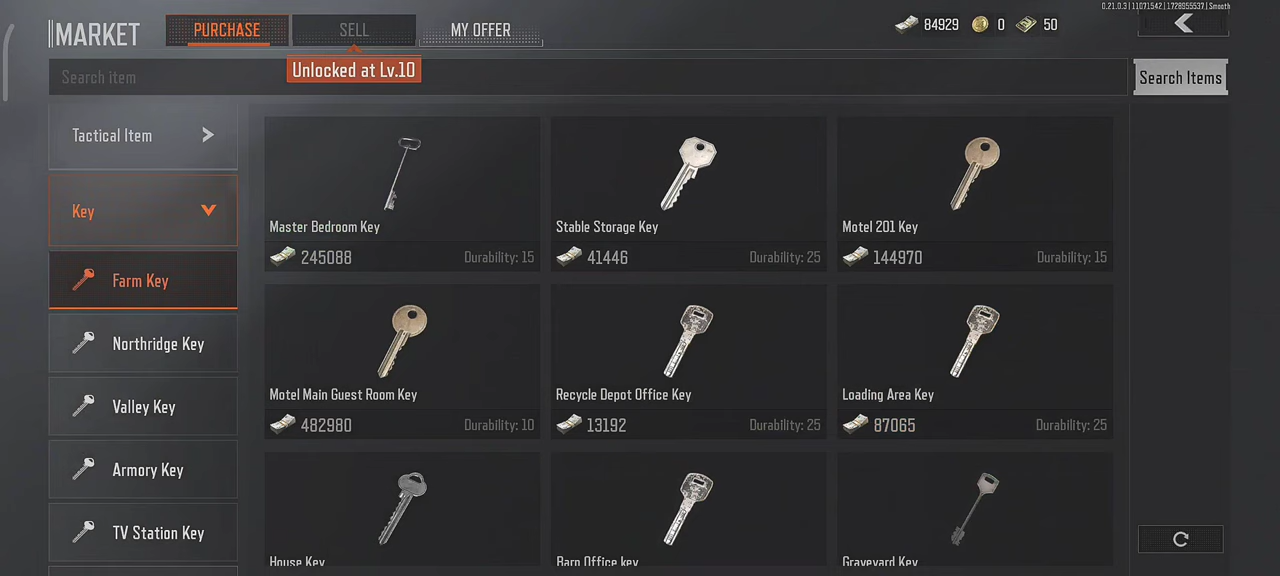 0.21.0.3 | 11071542 | 1728955537 | Smooth
MARKET
PURCHASE
SELL
MY OFFER
84929
0
50
Unlocked at Lv.10
Search item
Search Items
Tactical Item
Key
Farm Key
Northridge Key
Valley Key
Armory Key
TV Station Key
Master Bedroom Key
245088
Durability: 15
Stable Storage Key
41446
Durability: 25
Motel 201 Key
144970
Durability: 15
Motel Main Guest Room Key
482980
Durability: 10
Recycle Depot Office Key
13192
Durability: 25
Loading Area Key
87065
Durability: 25
House Key
Barn Office key
Graveyard Key